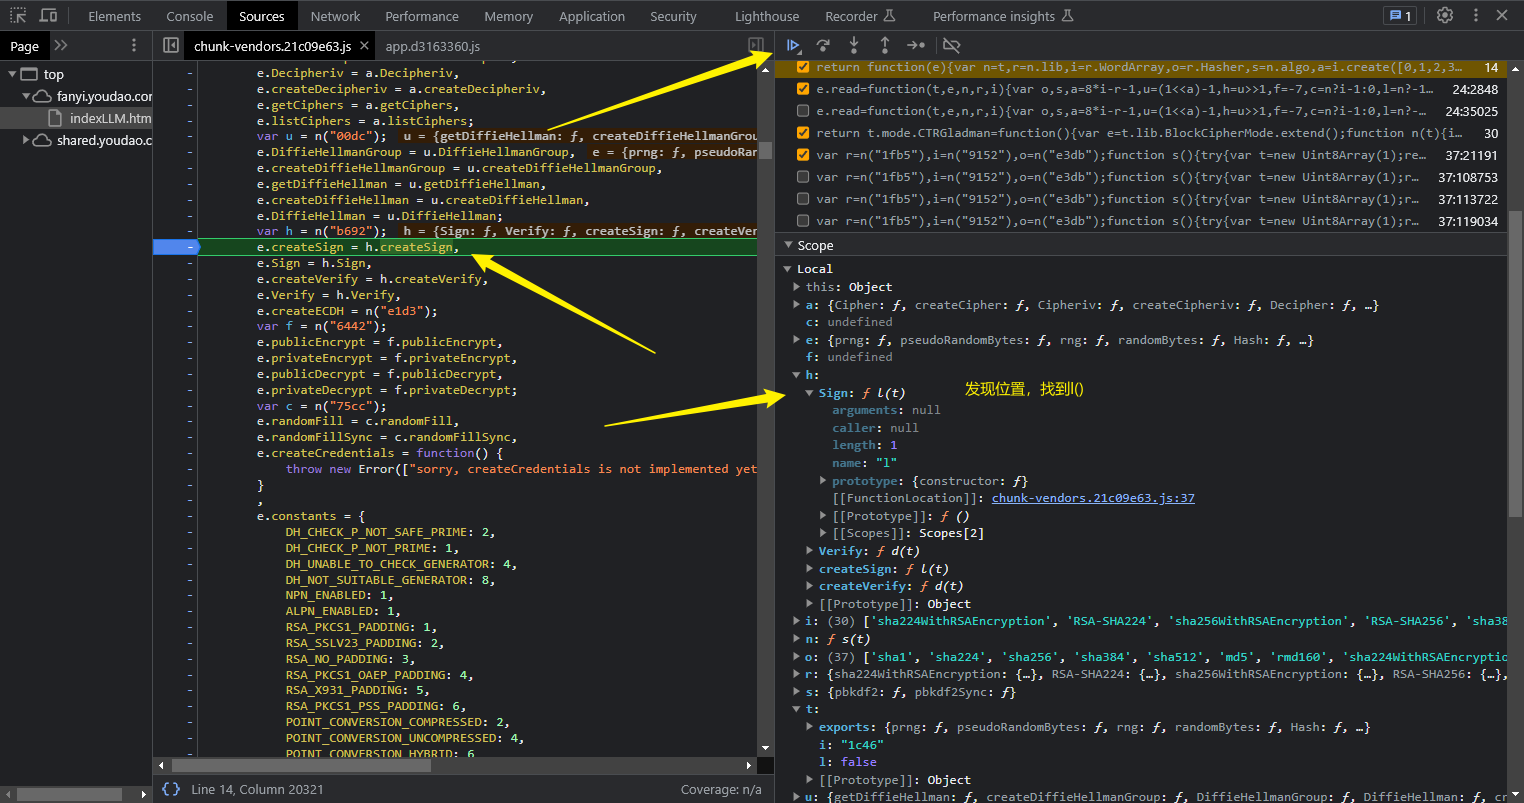 Elements Console Sources Network Performance Memory Application Security Lighthouse Recorder Performance insights 1
Page
chunk-vendors.21c09e63.js app.d3163360.js
top
fanyi.youdao.cor
indexLLM.htm
shared.youdao.c
e.Decipheriv = a.Decipheriv,
e.createDecipheriv = a.createDecipheriv,
e.getCiphers = a.getCiphers,
e.listCiphers = a.listCiphers;
var u = n("00dc"); u = {getDiffieHellman: ƒ, createDiffieHellmanGrou
e.DiffieHellmanGroup = u.DiffieHellmanGroup, e = {prng: ƒ, pseudoRan
e.createDiffieHellmanGroup = u.createDiffieHellmanGroup,
e.getDiffieHellman = u.getDiffieHellman,
e.createDiffieHellman = u.createDiffieHellman,
e.DiffieHellman = u.DiffieHellman;
var h = n("b692"); h = {Sign: ƒ, Verify: ƒ, createSign: ƒ, createVer
e.createSign = h.createSign,
e.Sign = h.Sign,
e.createVerify = h.createVerify,
e.Verify = h.Verify,
e.createECDH = n("e1d3");
var f = n("6442");
e.publicEncrypt = f.publicEncrypt,
e.privateEncrypt = f.privateEncrypt,
e.publicDecrypt = f.publicDecrypt,
e.privateDecrypt = f.privateDecrypt;
var c = n("75cc");
e.randomFill = c.randomFill,
e.randomFillSync = c.randomFillSync,
e.createCredentials = function() {
throw new Error(["sorry, createCredentials is not implemented yet
}
,
e.constants = {
DH_CHECK_P_NOT_SAFE_PRIME: 2,
DH_CHECK_P_NOT_PRIME: 1,
DH_UNABLE_TO_CHECK_GENERATOR: 4,
DH_NOT_SUITABLE_GENERATOR: 8,
NPN_ENABLED: 1,
ALPN_ENABLED: 1,
RSA_PKCS1_PADDING: 1,
RSA_SSLV23_PADDING: 2,
RSA_NO_PADDING: 3,
RSA_PKCS1_OAEP_PADDING: 4,
RSA_X931_PADDING: 5,
RSA_PKCS1_PSS_PADDING: 6,
POINT_CONVERSION_COMPRESSED: 2,
POINT_CONVERSION_UNCOMPRESSED: 4,
POINT_CONVERSION_HYBRID: 6
{} Line 14, Column 20321 Coverage: n/a
return function(e){var n=t,r=n.lib,i=r.WordArray,o=r.Hasher,s=n.algo,a=i.create([0,1,2,3… 14
e.read=function(t,e,n,r,i){var o,s,a=8*i-r-1,u=(1<<a)-1,h=u>>1,f=-7,c=n?i-1:0,l=n?-1… 24:2848
e.read=function(t,e,n,r,i){var o,s,a=8*i-r-1,u=(1<<a)-1,h=u>>1,f=-7,c=n?i-1:0,l=n?-… 24:35025
return t.mode.CTRGladman=function(){var e=t.lib.BlockCipherMode.extend();function n(t){i… 30
var r=n("1fb5"),i=n("9152"),o=n("e3db");function s(){try{var t=new Uint8Array(1);re… 37:21191
var r=n("1fb5"),i=n("9152"),o=n("e3db");function s(){try{var t=new Uint8Array(1);r… 37:108753
var r=n("1fb5"),i=n("9152"),o=n("e3db");function s(){try{var t=new Uint8Array(1);r… 37:113722
var r=n("1fb5"),i=n("9152"),o=n("e3db");function s(){try{var t=new Uint8Array(1);r… 37:119034
Scope
Local
this: Object
a: {Cipher: ƒ, createCipher: ƒ, Cipheriv: ƒ, createCipheriv: ƒ, Decipher: ƒ, …}
c: undefined
e: {prng: ƒ, pseudoRandomBytes: ƒ, rng: ƒ, randomBytes: ƒ, Hash: ƒ, …}
f: undefined
h:
Sign: ƒ l(t) 发现位置，找到l()
arguments: null
caller: null
length: 1
name: "l"
prototype: {constructor: ƒ}
[[FunctionLocation]]: chunk-vendors.21c09e63.js:37
[[Prototype]]: ƒ ()
[[Scopes]]: Scopes[2]
Verify: ƒ d(t)
createSign: ƒ l(t)
createVerify: ƒ d(t)
[[Prototype]]: Object
i: (30) ['sha224WithRSAEncryption', 'RSA-SHA224', 'sha256WithRSAEncryption', 'RSA-SHA256', 'sha38
n: ƒ s(t)
o: (37) ['sha1', 'sha224', 'sha256', 'sha384', 'sha512', 'md5', 'rmd160', 'sha224WithRSAEncryptio
r: {sha224WithRSAEncryption: {…}, RSA-SHA224: {…}, sha256WithRSAEncryption: {…}, RSA-SHA256: {…},
s: {pbkdf2: ƒ, pbkdf2Sync: ƒ}
t:
exports: {prng: ƒ, pseudoRandomBytes: ƒ, rng: ƒ, randomBytes: ƒ, Hash: ƒ, …}
i: "1c46"
l: false
[[Prototype]]: Object
u: {getDiffieHellman: ƒ, createDiffieHellmanGroup: ƒ, DiffieHellmanGroup: ƒ, DiffieHellman: ƒ, cr